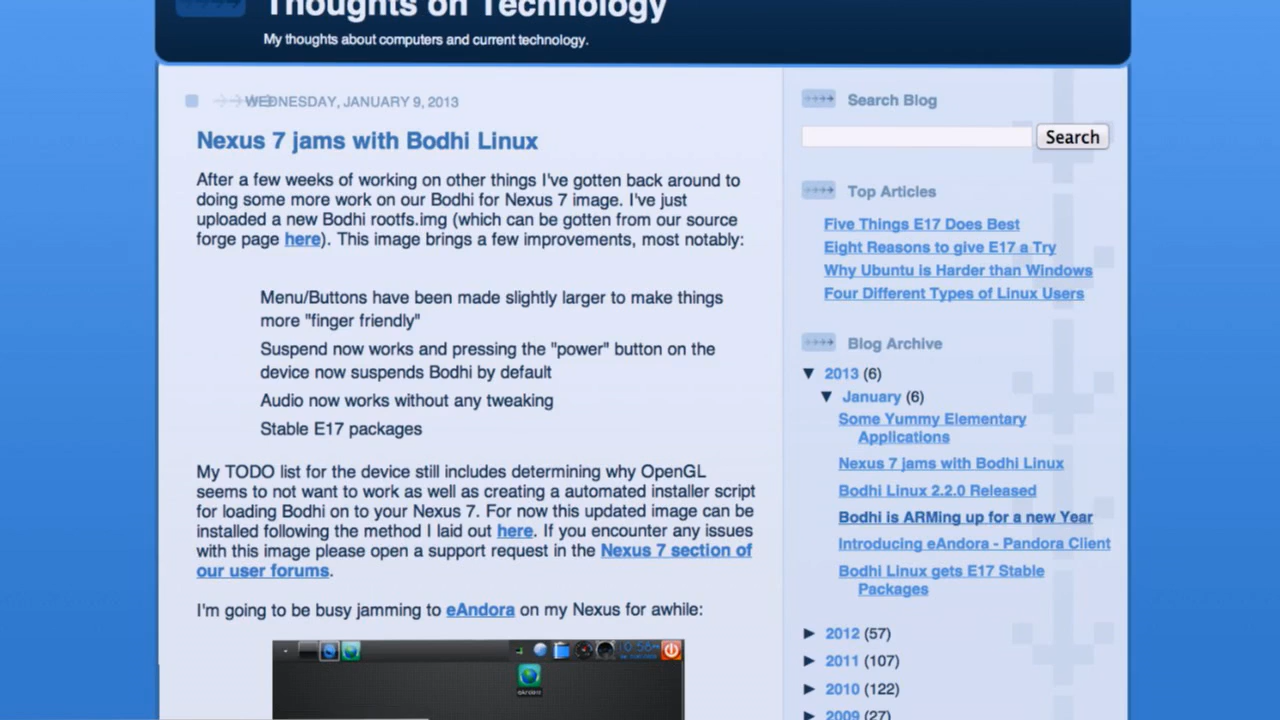 Thoughts on Technology
My thoughts about computers and current technology.
WEDNESDAY, JANUARY 9, 2013
Nexus 7 jams with Bodhi Linux
After a few weeks of working on other things I've gotten back around to
doing some more work on our Bodhi for Nexus 7 image. I've just
uploaded a new Bodhi rootfs.img (which can be gotten from our source
forge page here). This image brings a few improvements, most notably:
Menu/Buttons have been made slightly larger to make things
more "finger friendly"
Suspend now works and pressing the "power" button on the
device now suspends Bodhi by default
Audio now works without any tweaking
Stable E17 packages
My TODO list for the device still includes determining why OpenGL
seems to not want to work as well as creating a automated installer script
for loading Bodhi on to your Nexus 7. For now this updated image can be
installed following the method I laid out here. If you encounter any issues
with this image please open a support request in the Nexus 7 section of
our user forums.
I'm going to be busy jamming to eAndora on my Nexus for awhile:
10:56
Search Blog
Search
Top Articles
Five Things E17 Does Best
Eight Reasons to give E17 a Try
Why Ubuntu is Harder than Windows
Four Different Types of Linux Users
Blog Archive
▼ 2013 (6)
▼ January (6)
Some Yummy Elementary
Applications
Nexus 7 jams with Bodhi Linux
Bodhi Linux 2.2.0 Released
Bodhi is ARMing up for a new Year
Introducing eAndora - Pandora Client
Bodhi Linux gets E17 Stable
Packages
► 2012 (57)
► 2011 (107)
► 2010 (122)
► 2009 (27)